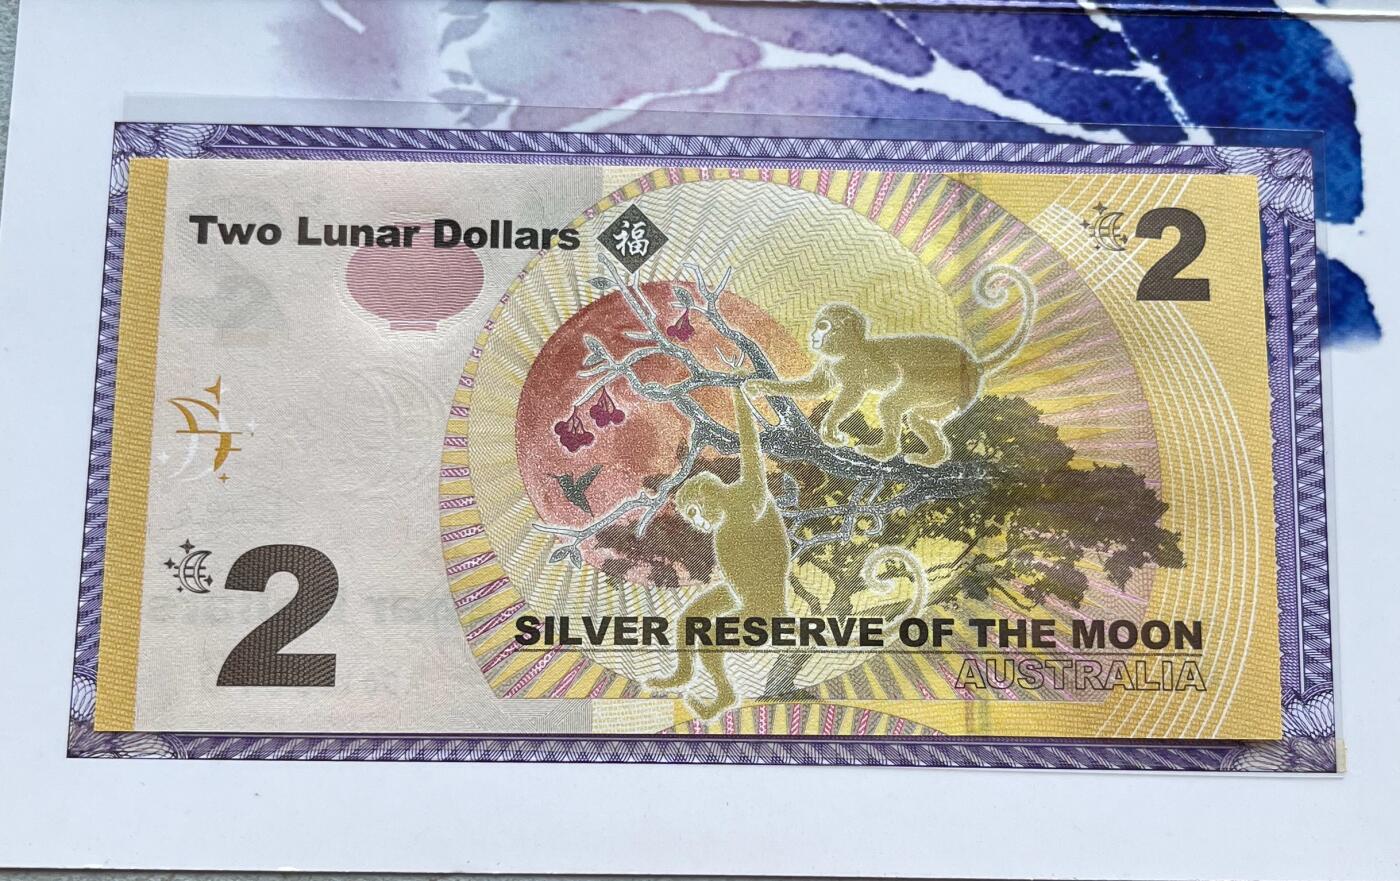 Two Lunar Dollars
福
2
2
SILVER RESERVE OF THE MOON
AUSTRALIA